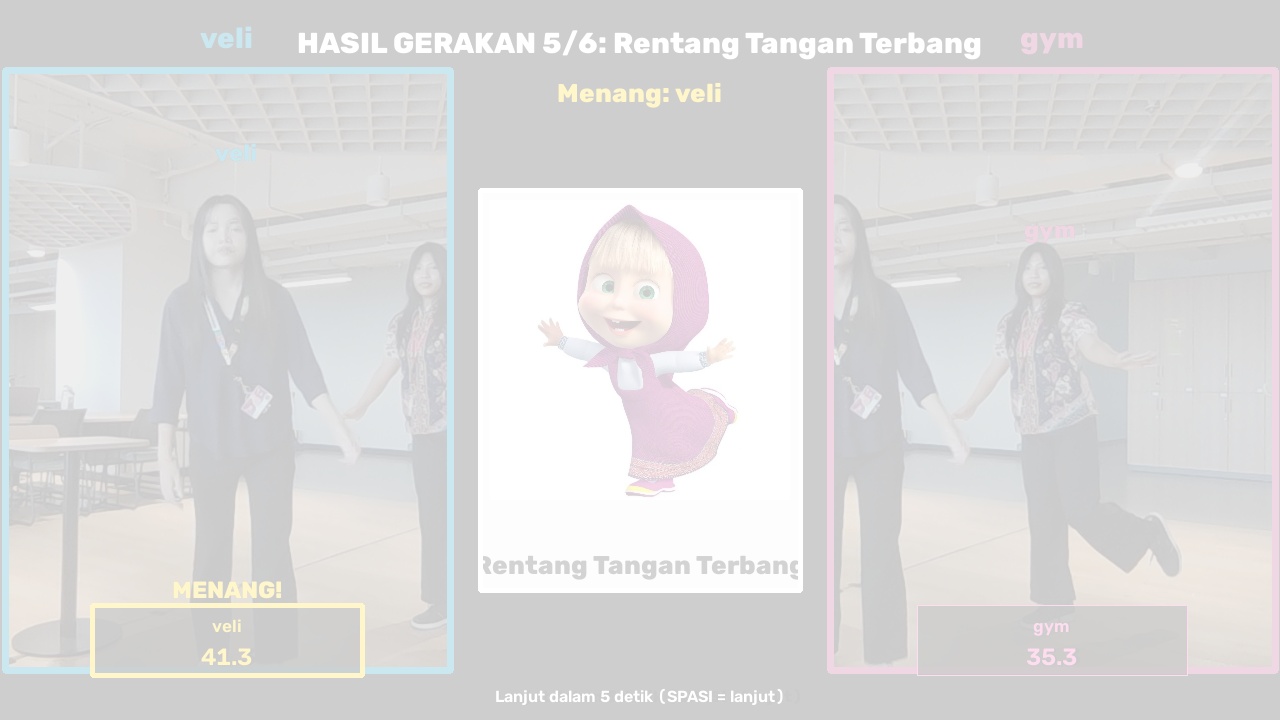 veli
HASIL GERAKAN 5/6: Rentang Tangan Terbang
gym
Menang: veli
veli
gym
Rentang Tangan Terbang
MENANG!
veli
41.3
gym
35.3
Lanjut dalam 5 detik (SPASI = lanjut)